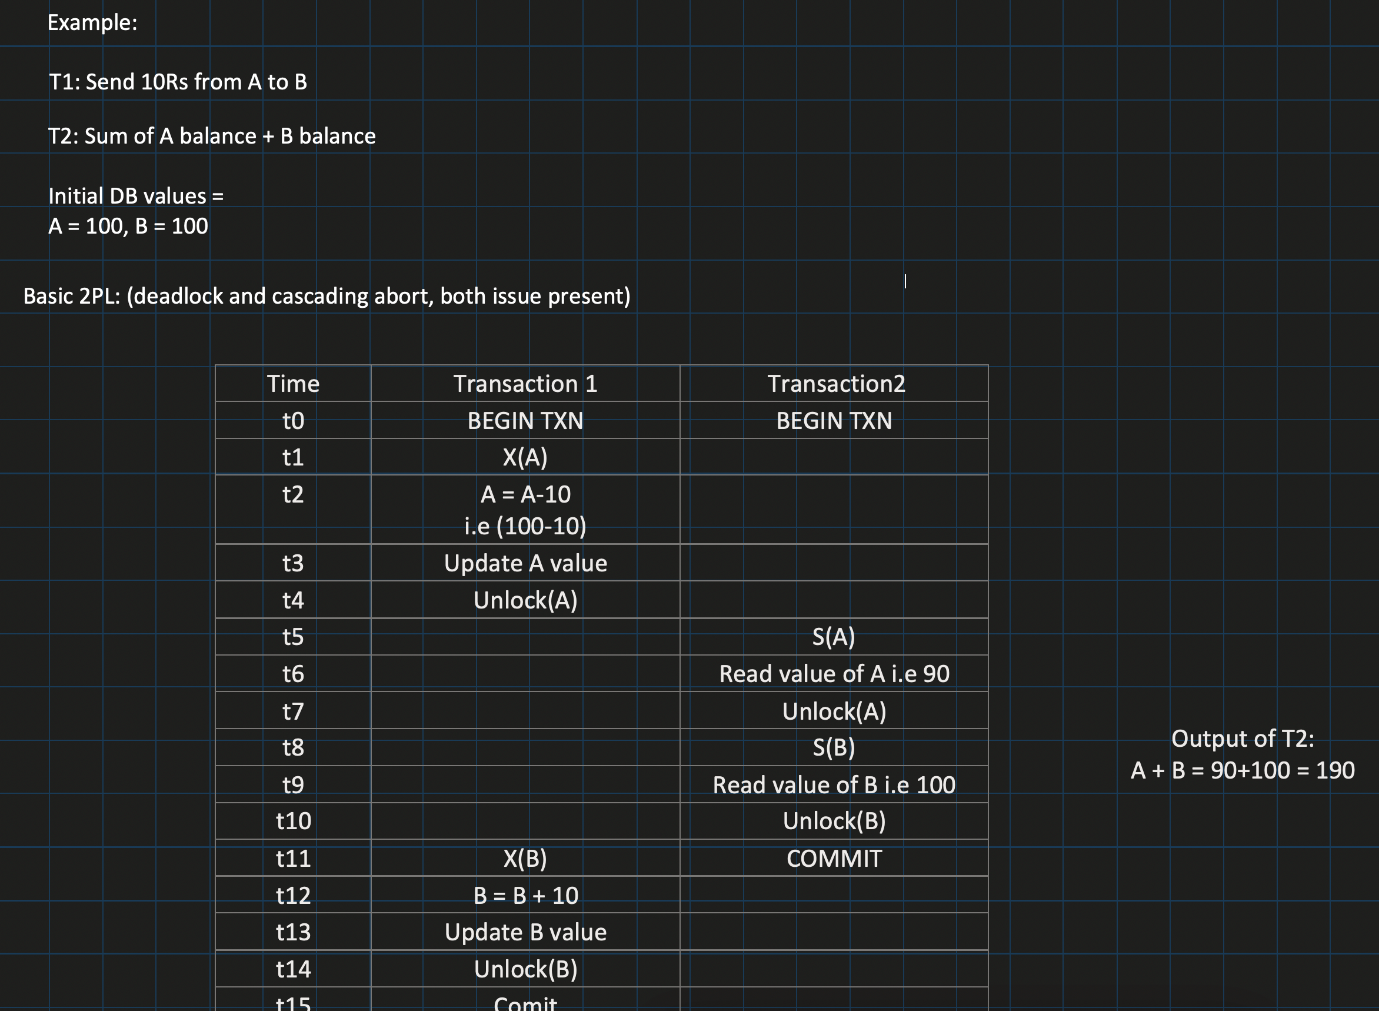 Example:
T1: Send 10Rs from A to B
T2: Sum of A balance + B balance
Initial DB values =
A = 100, B = 100
Basic 2PL: (deadlock and cascading abort, both issue present)
Time Transaction 1 Transaction2
t0 BEGIN TXN BEGIN TXN
t1 X(A)
t2 A = A-10
i.e (100-10)
t3 Update A value
t4 Unlock(A)
t5 S(A)
t6 Read value of A i.e 90
t7 Unlock(A)
t8 S(B)
t9 Read value of B i.e 100
t10 Unlock(B)
t11 X(B) COMMIT
t12 B = B + 10
t13 Update B value
t14 Unlock(B)
t15 Comit
Output of T2:
A + B = 90+100 = 190